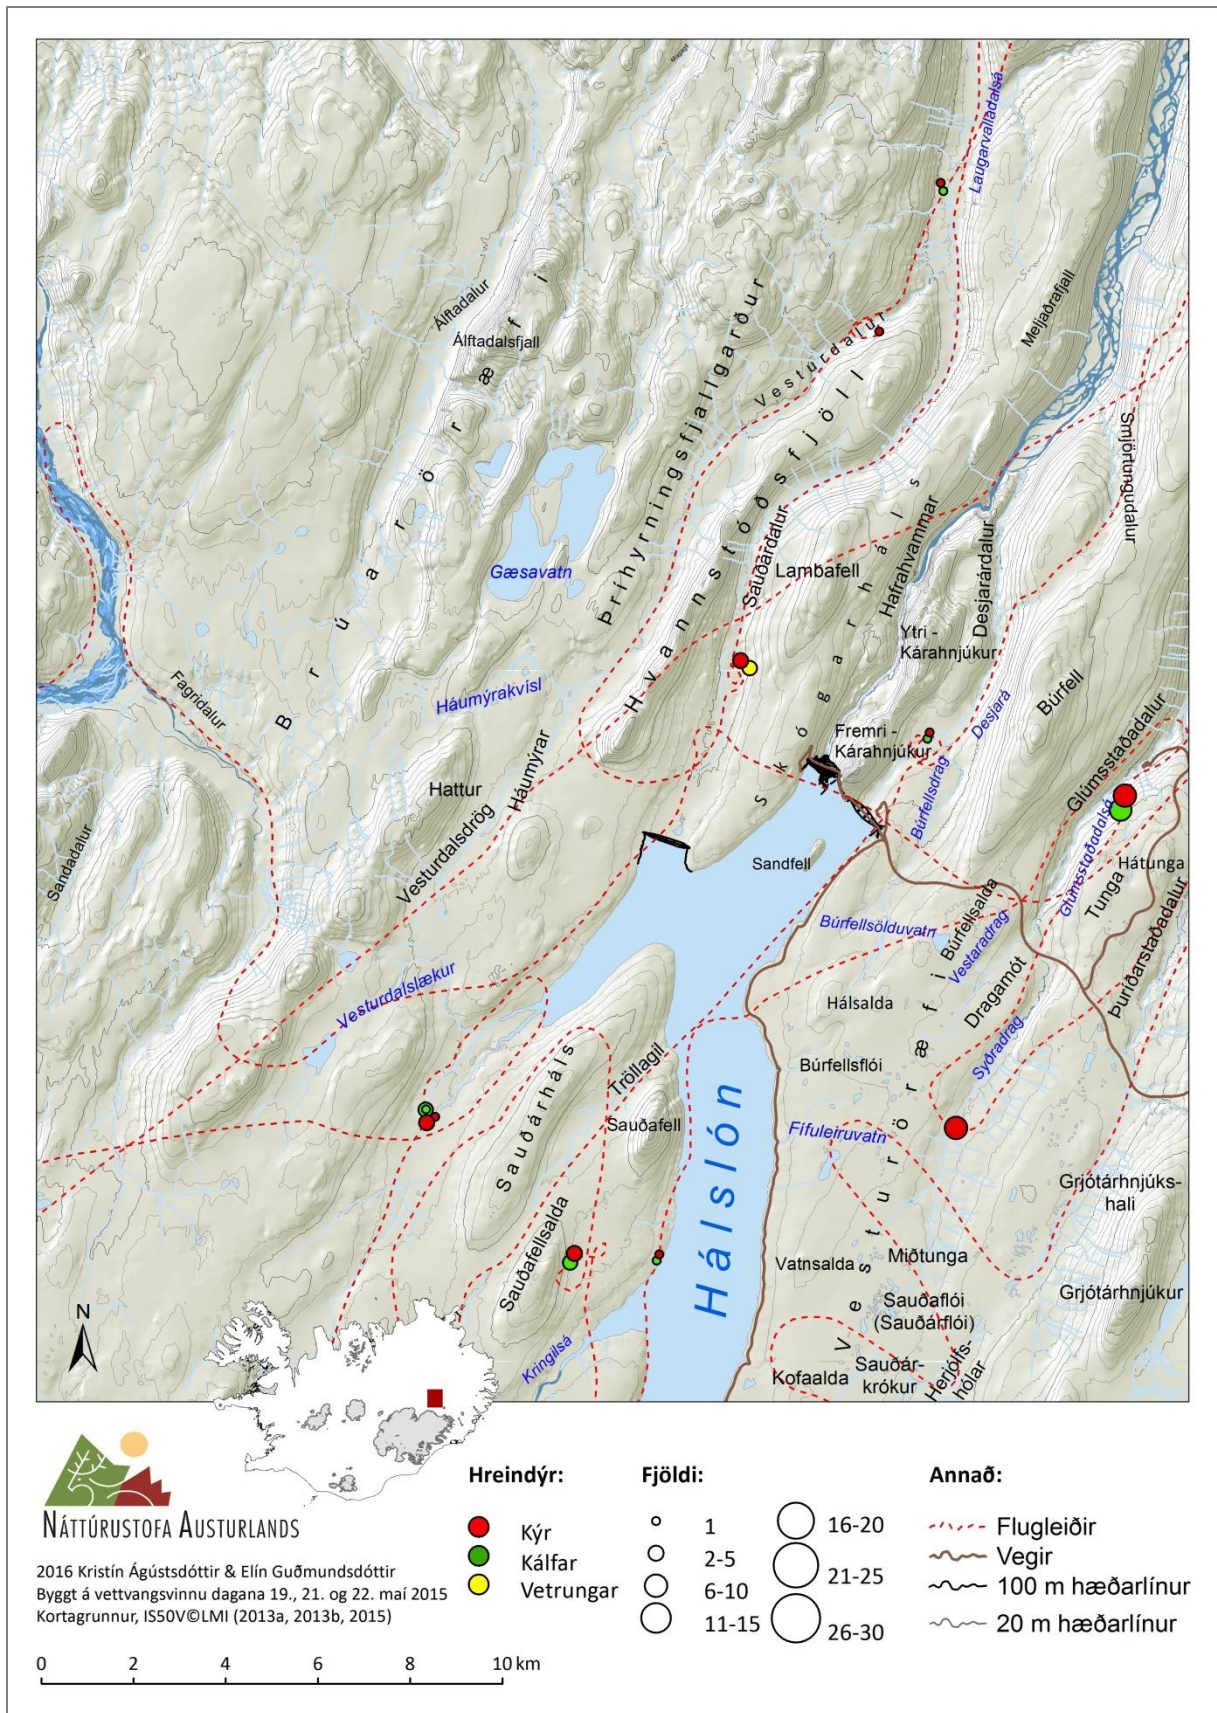 Laugarvalladalsá
Álftadalur
Álftadalsfjall
Brúaröræfi
Þríhyrningsfjallgarður
Vesturdalur
Hvannstóðsfjöll
Meljaðrafjall
Smjörtungudalur
Gæsavatn
Sauðárdalur
Lambafell
Skógarháls
Hafrahvammar
Desjarárdalur
Ytri -
Kárahnjúkur
Fagridalur
Háumýrakvísl
Háumýrar
Desjará
Búrfell
Fremri -
Kárahnjúkur
Búrfellsdrag
Glúmsstaðadalur
Glúmsstaðadalsá
Hattur
Vesturdalsdrög
Sandadalur
Sandfell
Hátunga
Tunga
Þuríðarstaðadalur
Búrfellsölduvatn
Búrfellsalda
Vestaradrag
Dragamót
Vesturdalslækur
Hálsalda
Syðradrag
Búrfellsflói
Tröllagil
Sauðárháls
Sauðafell
Hálslón
Fífuleiruvatn
Vesturöræfi
Grjótárhnjúks-
hali
Sauðafellsalda
Vatnsalda
Miðtunga
Grjótárhnjúkur
Sauðaflói
(Sauðárflói)
Kringilsá
Kofaalda
Sauðár-
krókur
Herjólfs-
hólar
N
NÁTTÚRUSTOFA AUSTURLANDS
2016 Kristín Ágústsdóttir & Elín Guðmundsdóttir
Byggt á vettvangsvinnu dagana 19., 21. og 22. maí 2015
Kortagrunnur, IS50V©LMI (2013a, 2013b, 2015)
0 2 4 6 8 10 km
Hreindýr:
Kýr
Kálfar
Vetrungar
Fjöldi:
1
2-5
6-10
11-15
16-20
21-25
26-30
Annað:
Flugleiðir
Vegir
100 m hæðarlínur
20 m hæðarlínur